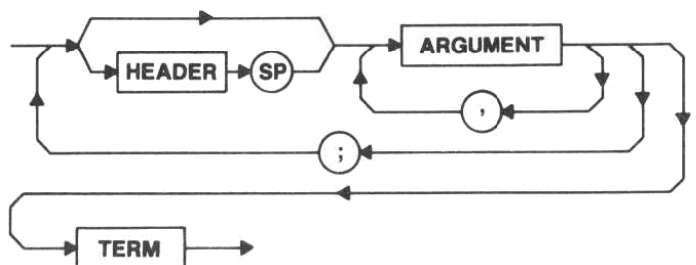 HEADER SP ARGUMENT
,
;
TERM